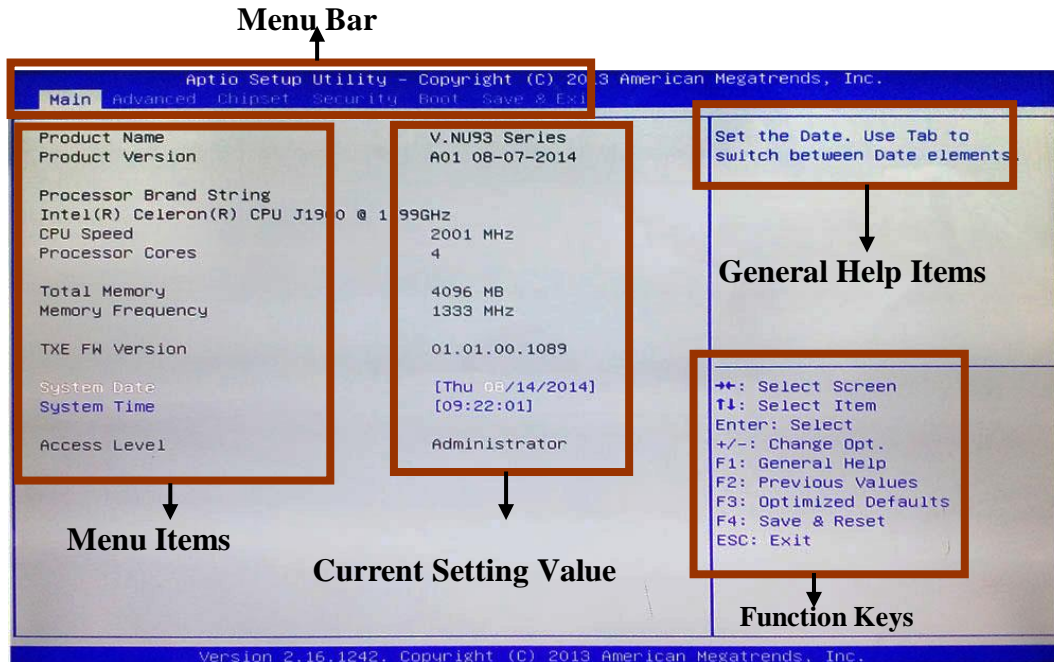 Menu Bar
Aptio Setup Utility – Copyright (C) 2013 American Megatrends, Inc.
Main Advanced Chipset Security Boot Save & Exit
Product Name V.NU93 Series
Product Version A01 08-07-2014
Set the Date. Use Tab to
switch between Date elements.
Processor Brand String
Intel(R) Celeron(R) CPU J1900 @ 1.99GHz
CPU Speed 2001 MHz
Processor Cores 4
General Help Items
Total Memory 4096 MB
Memory Frequency 1333 MHz
TXE FW Version 01.01.00.1089
System Date [Thu 08/14/2014]
System Time [09:22:01]
Access Level Administrator
→←: Select Screen
↑↓: Select Item
Enter: Select
+/-: Change Opt.
F1: General Help
F2: Previous Values
F3: Optimized Defaults
F4: Save & Reset
ESC: Exit
Menu Items
Current Setting Value
Function Keys
Version 2.16.1242. Copyright (C) 2013 American Megatrends, Inc.